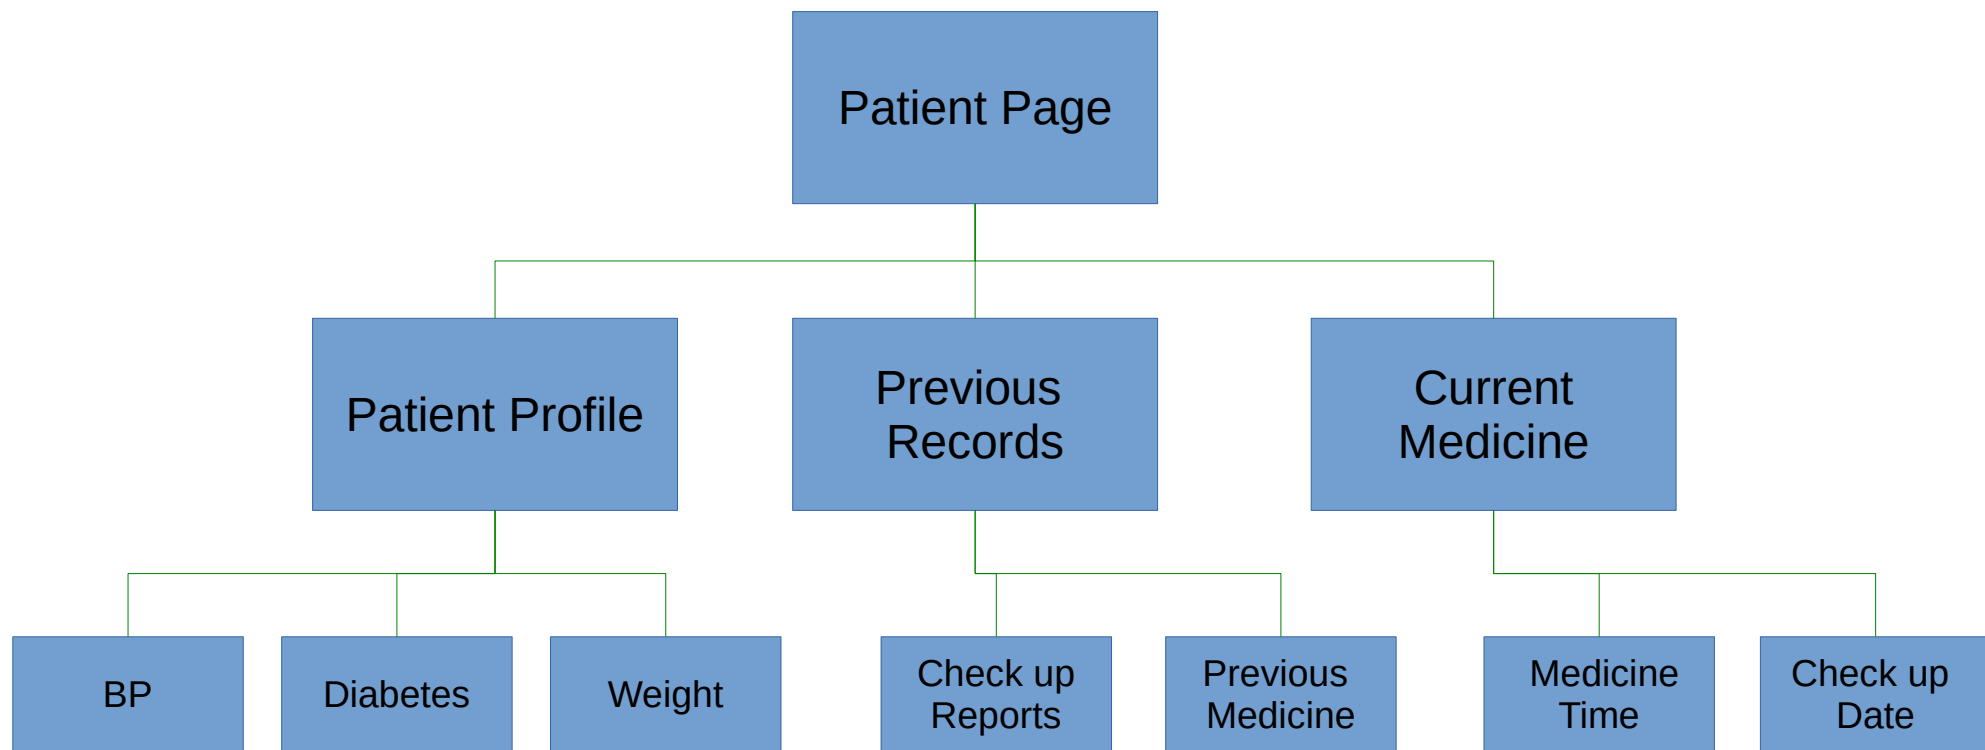 Patient Page
Patient Profile
Previous
Records
Current
Medicine
BP
Diabetes
Weight
Check up
Reports
Previous
Medicine
Medicine
Time
Check up
Date